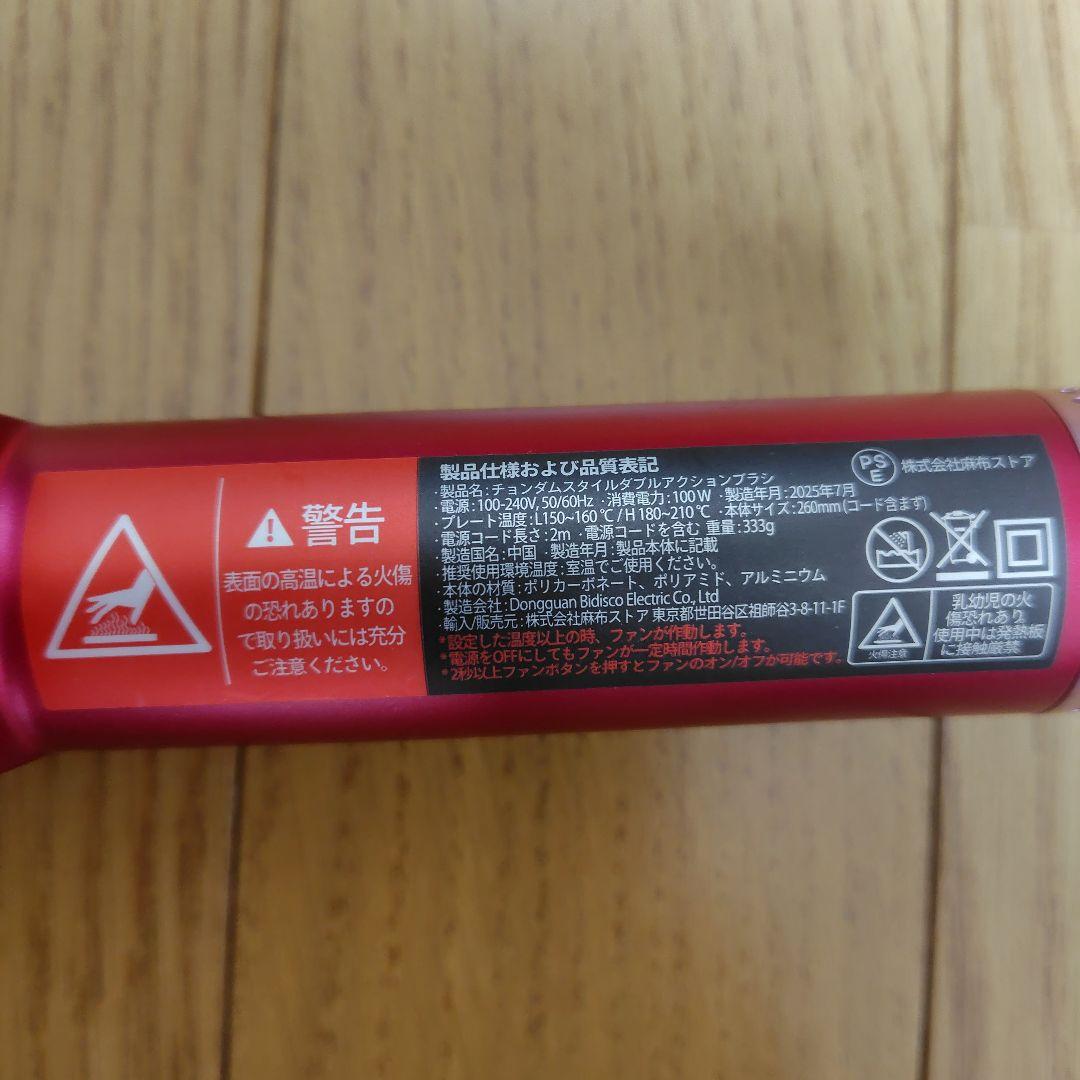 警告
表面の高温による火傷
の恐れありますの
で取り扱いには充分
ご注意ください。
製品仕様および品質表記
・製品名:チョンダムスタイルダブルアクションブラシ
・電源:100-240V, 50/60Hz ・消費電力:100W ・製造年月:2025年7月
・プレート温度:L150~160℃/H180~210℃ ・本体サイズ:260mm(コード含まず)
・電源コード長さ:2m ・電源コードを含む 重量:333g
・製造国名:中国 ・製造年月:製品本体に記載
推奨使用環境温度:室温でご使用ください。
・本体の材質:ポリカーボネート、ポリアミド、アルミニウム
・製造会社:Dongguan Bidisco Electric Co., Ltd
輸入/販売元:株式会社麻布ストア 東京都世田谷区祖師谷3-8-11-1F
*設定した温度以上の時、ファンが作動します。
*電源をOFFにしてもファンが一定時間作動します。
*2秒以上ファンボタンを押すとファンのオン/オフが可能です。
PS
E
株式会社麻布ストア
火傷注意
乳幼児の火
傷恐れあり
使用中は発熱板
に接触厳禁